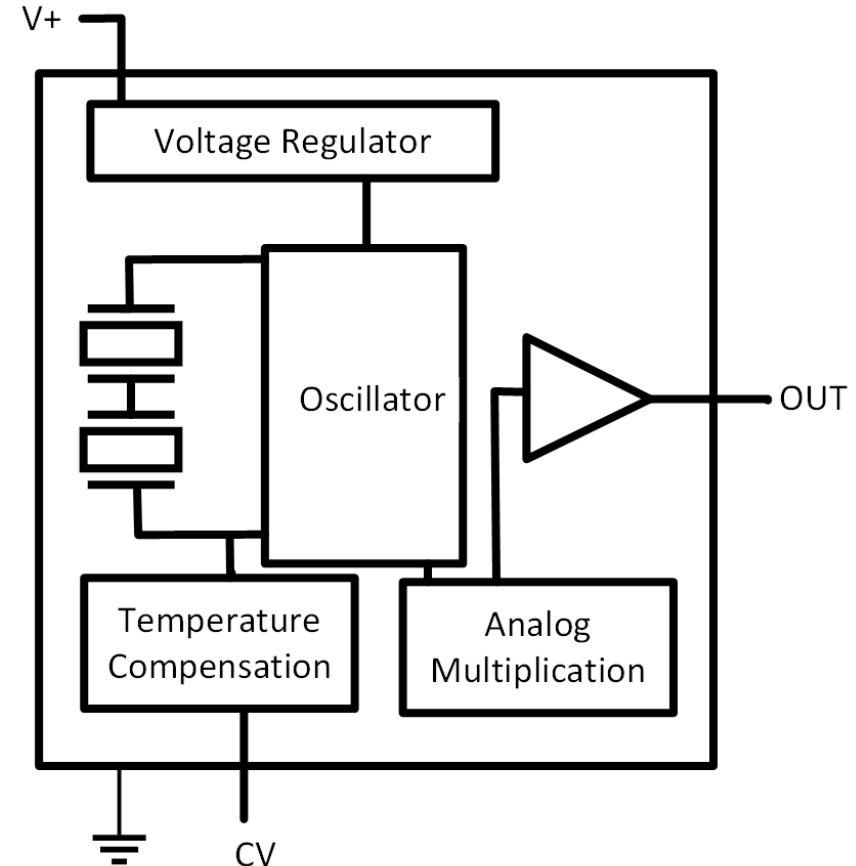 V+
Voltage Regulator
Oscillator
OUT
Temperature
Compensation
Analog
Multiplication
CV